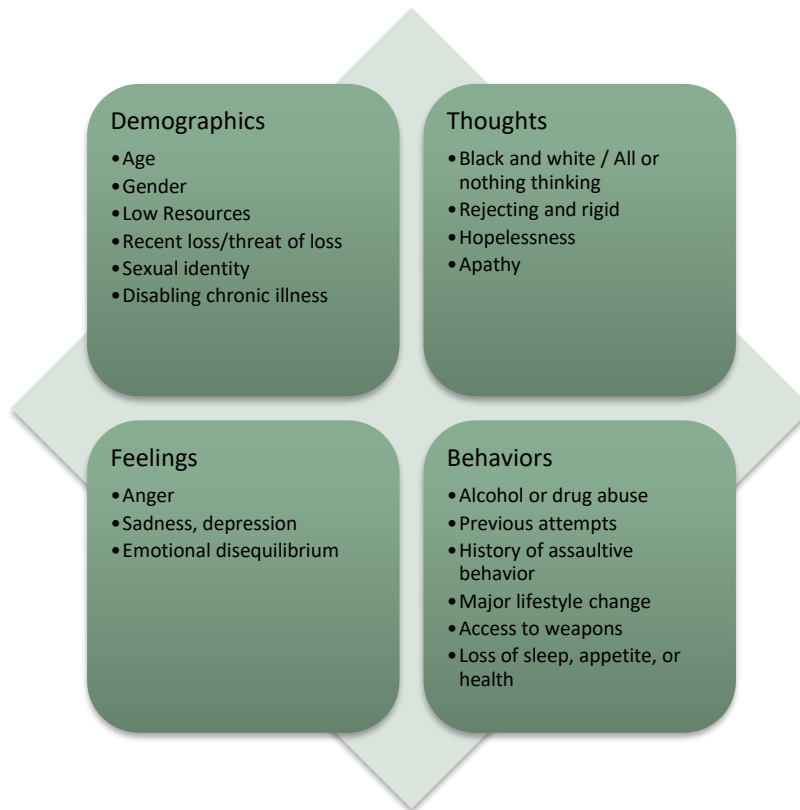 Demographics
•Age
•Gender
•Low Resources
•Recent loss/threat of loss
•Sexual identity
•Disabling chronic illness
Thoughts
•Black and white / All or
nothing thinking
•Rejecting and rigid
•Hopelessness
•Apathy
Feelings
•Anger
•Sadness, depression
•Emotional disequilibrium
Behaviors
•Alcohol or drug abuse
•Previous attempts
•History of assaultive
behavior
•Major lifestyle change
•Access to weapons
•Loss of sleep, appetite, or
health